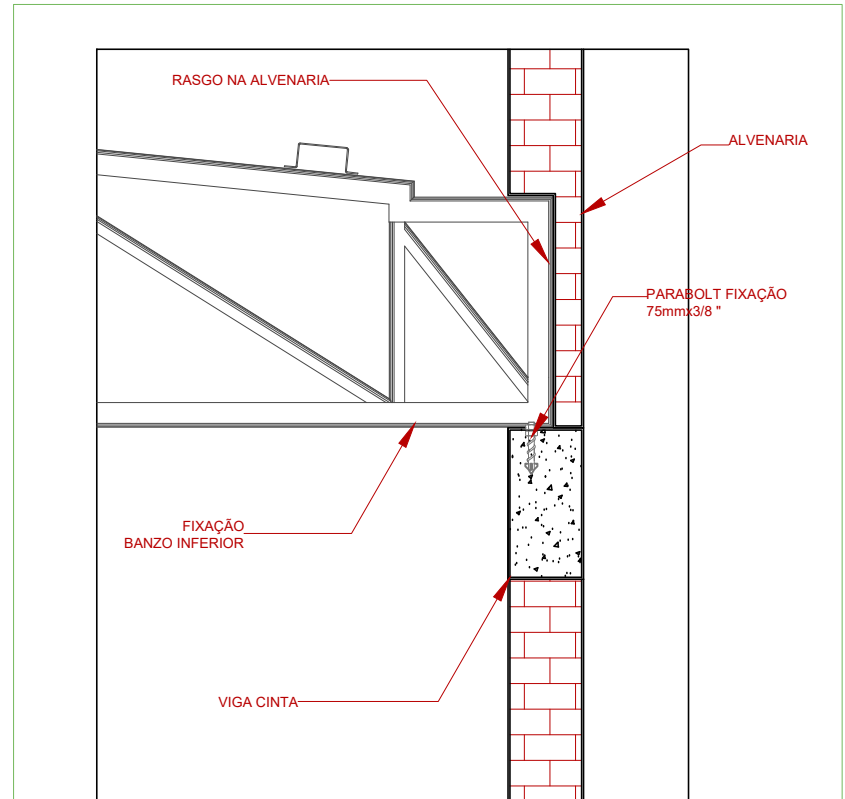 RASGO NA ALVENARIA
ALVENARIA
PARABOLT FIXAÇÃO
75mmx3/8 "
FIXAÇÃO
BANZO INFERIOR
VIGA CINTA